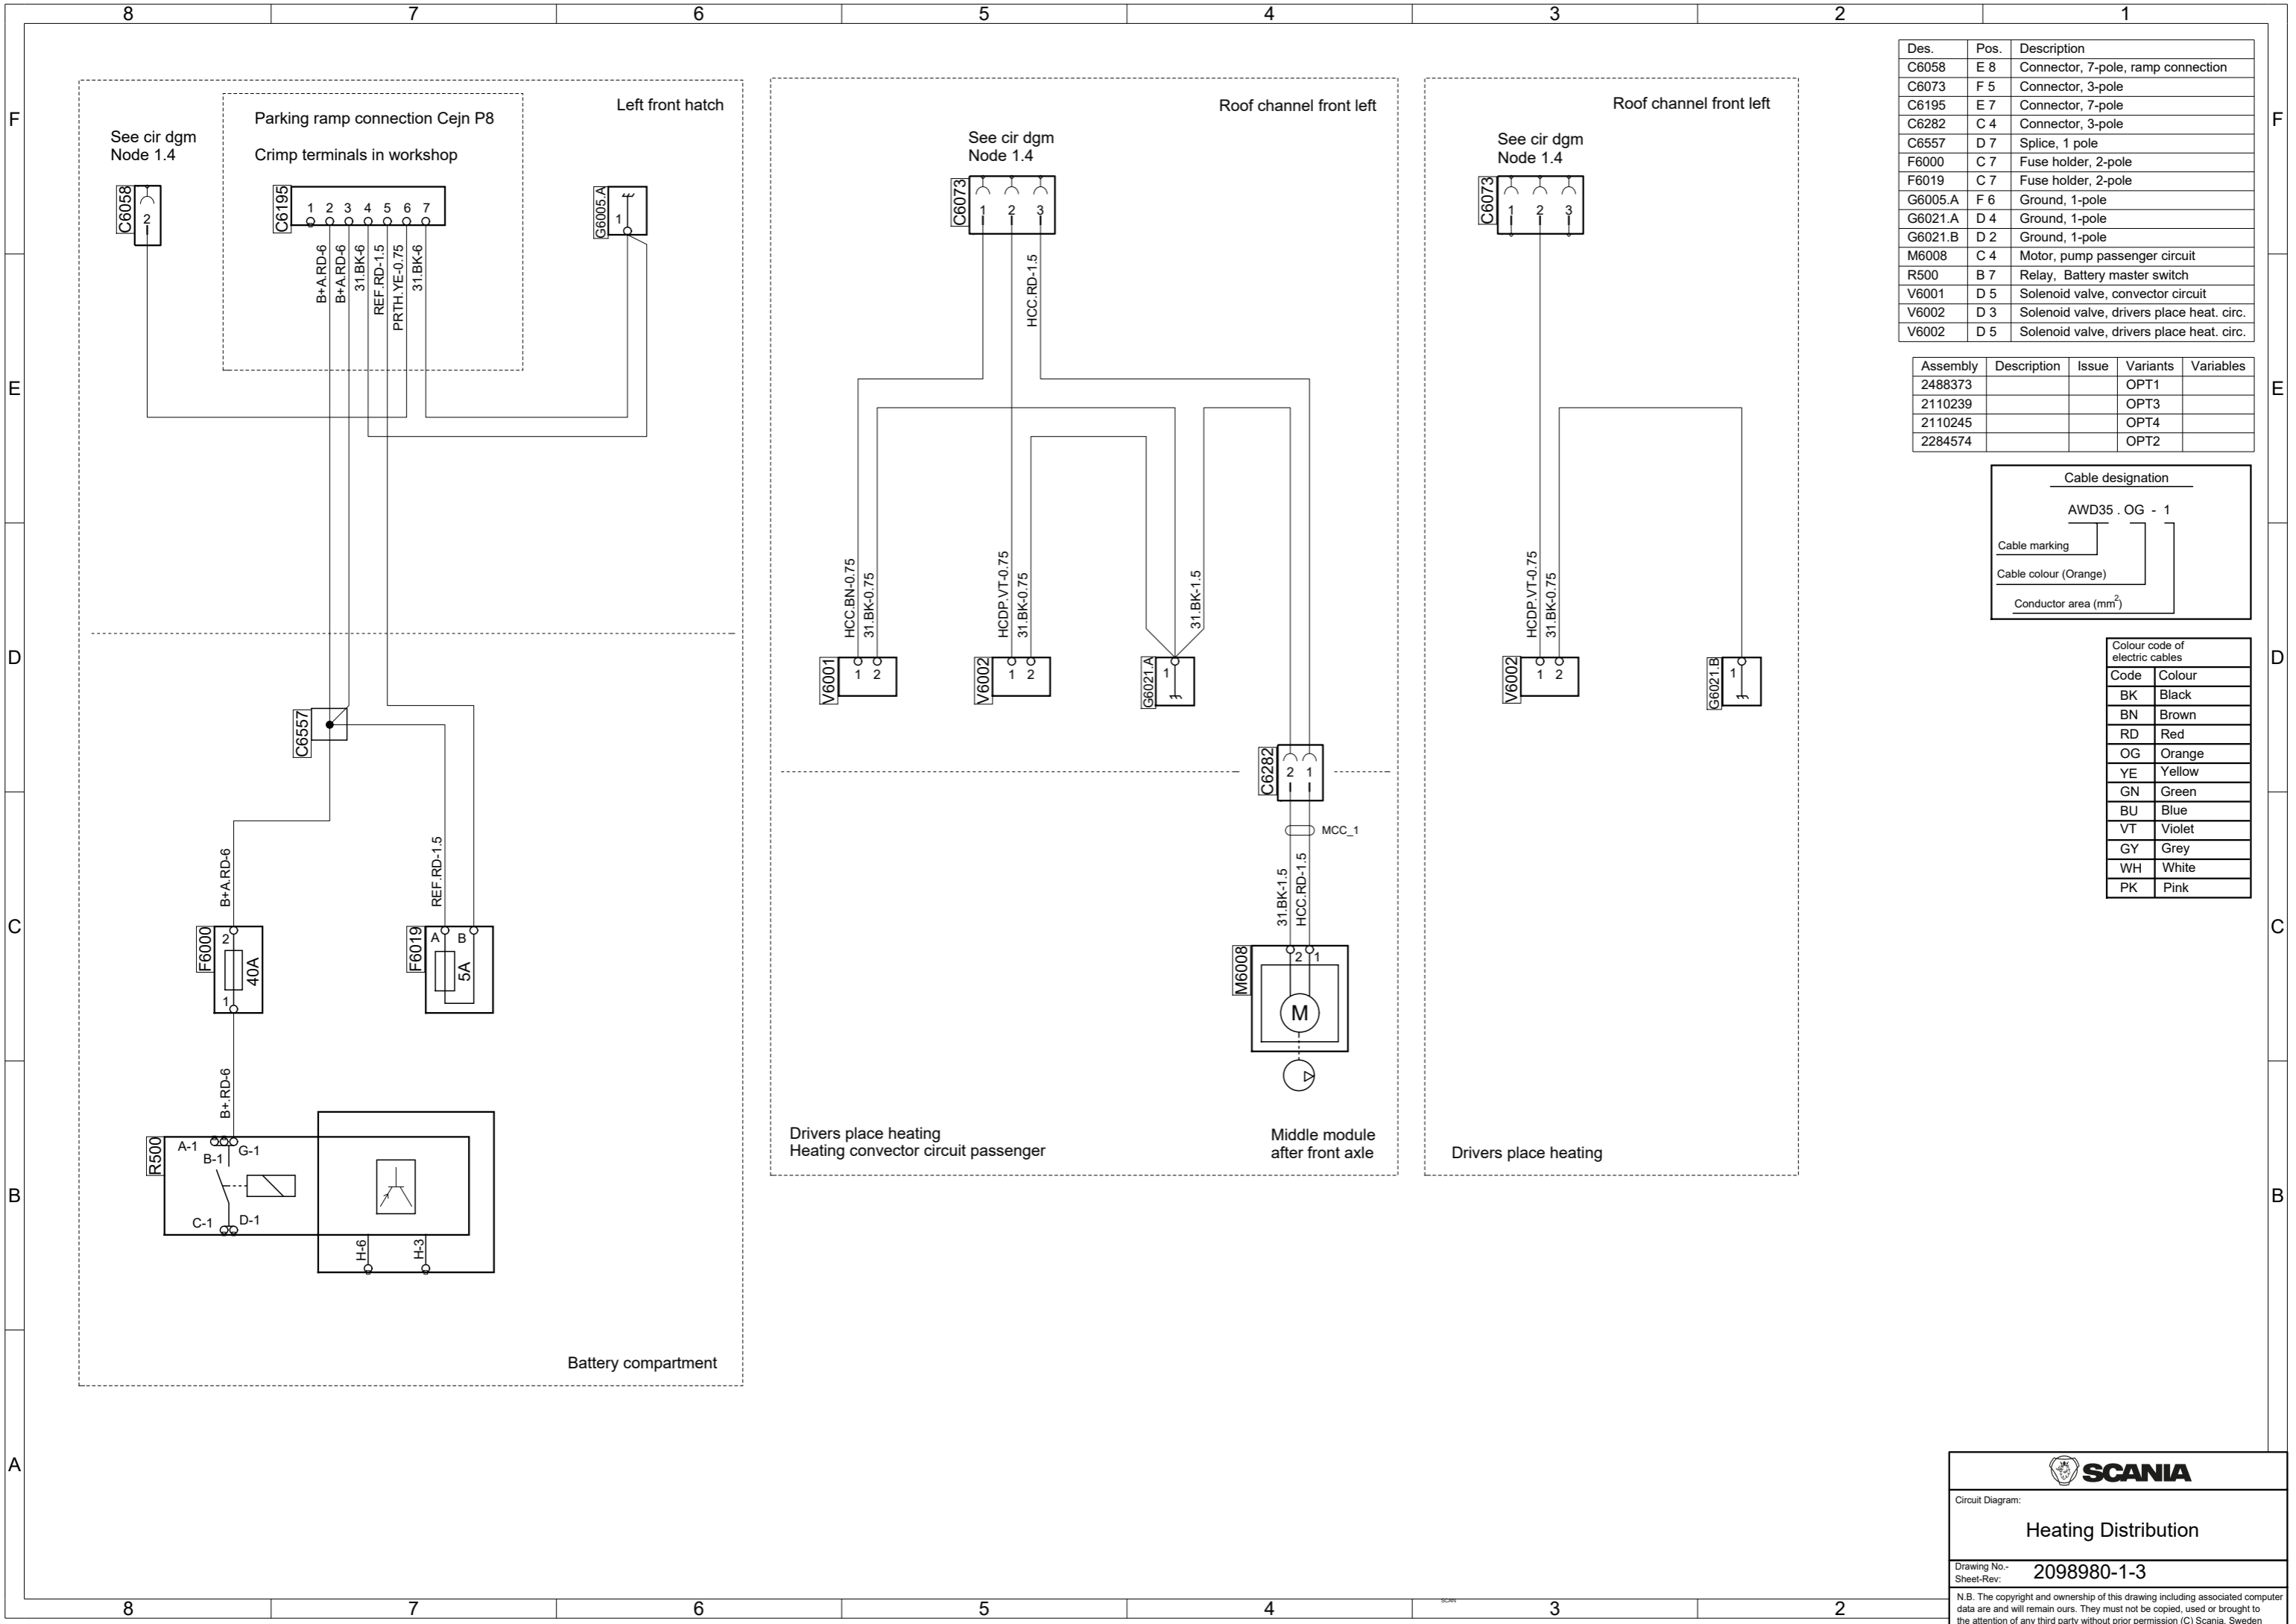 8 7 6 5 4 3 2 1
F
E
D
C
B
A
F
E
D
C
B
Left front hatch
Parking ramp connection Cejn P8
Crimp terminals in workshop
See cir dgm
Node 1.4
C6058
2
C6195
1 2 3 4 5 6 7
G6005.A
1
B+A.RD-6
B+A.RD-6
31.BK-6
REF.RD-1.5
PRTH.YE-0.75
31.BK-6
C6557
B+A.RD-6
REF.RD-1.5
F6000
2
40A
1
F6019
A B
5A
B+.RD-6
R500
A-1
B-1
G-1
C-1
D-1
H-6
H-3
Battery compartment
Roof channel front left
See cir dgm
Node 1.4
C6073
1 2 3
HCC.RD-1.5
HCC.BN-0.75
31.BK-0.75
HCDP.VT-0.75
31.BK-0.75
31.BK-1.5
V6001
1 2
V6002
1 2
G6021.A
1
C6282
2 1
MCC_1
31.BK-1.5
HCC.RD-1.5
M6008
2 1
M
Drivers place heating
Heating convector circuit passenger
Middle module
after front axle
Roof channel front left
See cir dgm
Node 1.4
C6073
1 2 3
HCDP.VT-0.75
31.BK-0.75
V6002
1 2
G6021.B
1
Drivers place heating
Des. Pos. Description
C6058 E 8 Connector, 7-pole, ramp connection
C6073 F 5 Connector, 3-pole
C6195 E 7 Connector, 7-pole
C6282 C 4 Connector, 3-pole
C6557 D 7 Splice, 1 pole
F6000 C 7 Fuse holder, 2-pole
F6019 C 7 Fuse holder, 2-pole
G6005.A F 6 Ground, 1-pole
G6021.A D 4 Ground, 1-pole
G6021.B D 2 Ground, 1-pole
M6008 C 4 Motor, pump passenger circuit
R500 B 7 Relay, Battery master switch
V6001 D 5 Solenoid valve, convector circuit
V6002 D 3 Solenoid valve, drivers place heat. circ.
V6002 D 5 Solenoid valve, drivers place heat. circ.
Assembly Description Issue Variants Variables
2488373 OPT1
2110239 OPT3
2110245 OPT4
2284574 OPT2
Cable designation
AWD35 . OG - 1
Cable marking
Cable colour (Orange)
Conductor area (mm²)
Colour code of
electric cables
Code Colour
BK Black
BN Brown
RD Red
OG Orange
YE Yellow
GN Green
BU Blue
VT Violet
GY Grey
WH White
PK Pink
SCANIA
Circuit Diagram:
Heating Distribution
Drawing No.-
Sheet-Rev: 2098980-1-3
N.B. The copyright and ownership of this drawing including associated computer
data are and will remain ours. They must not be copied, used or brought to
the attention of any third party without prior permission (C) Scania, Sweden
8 7 6 5 4 3 2